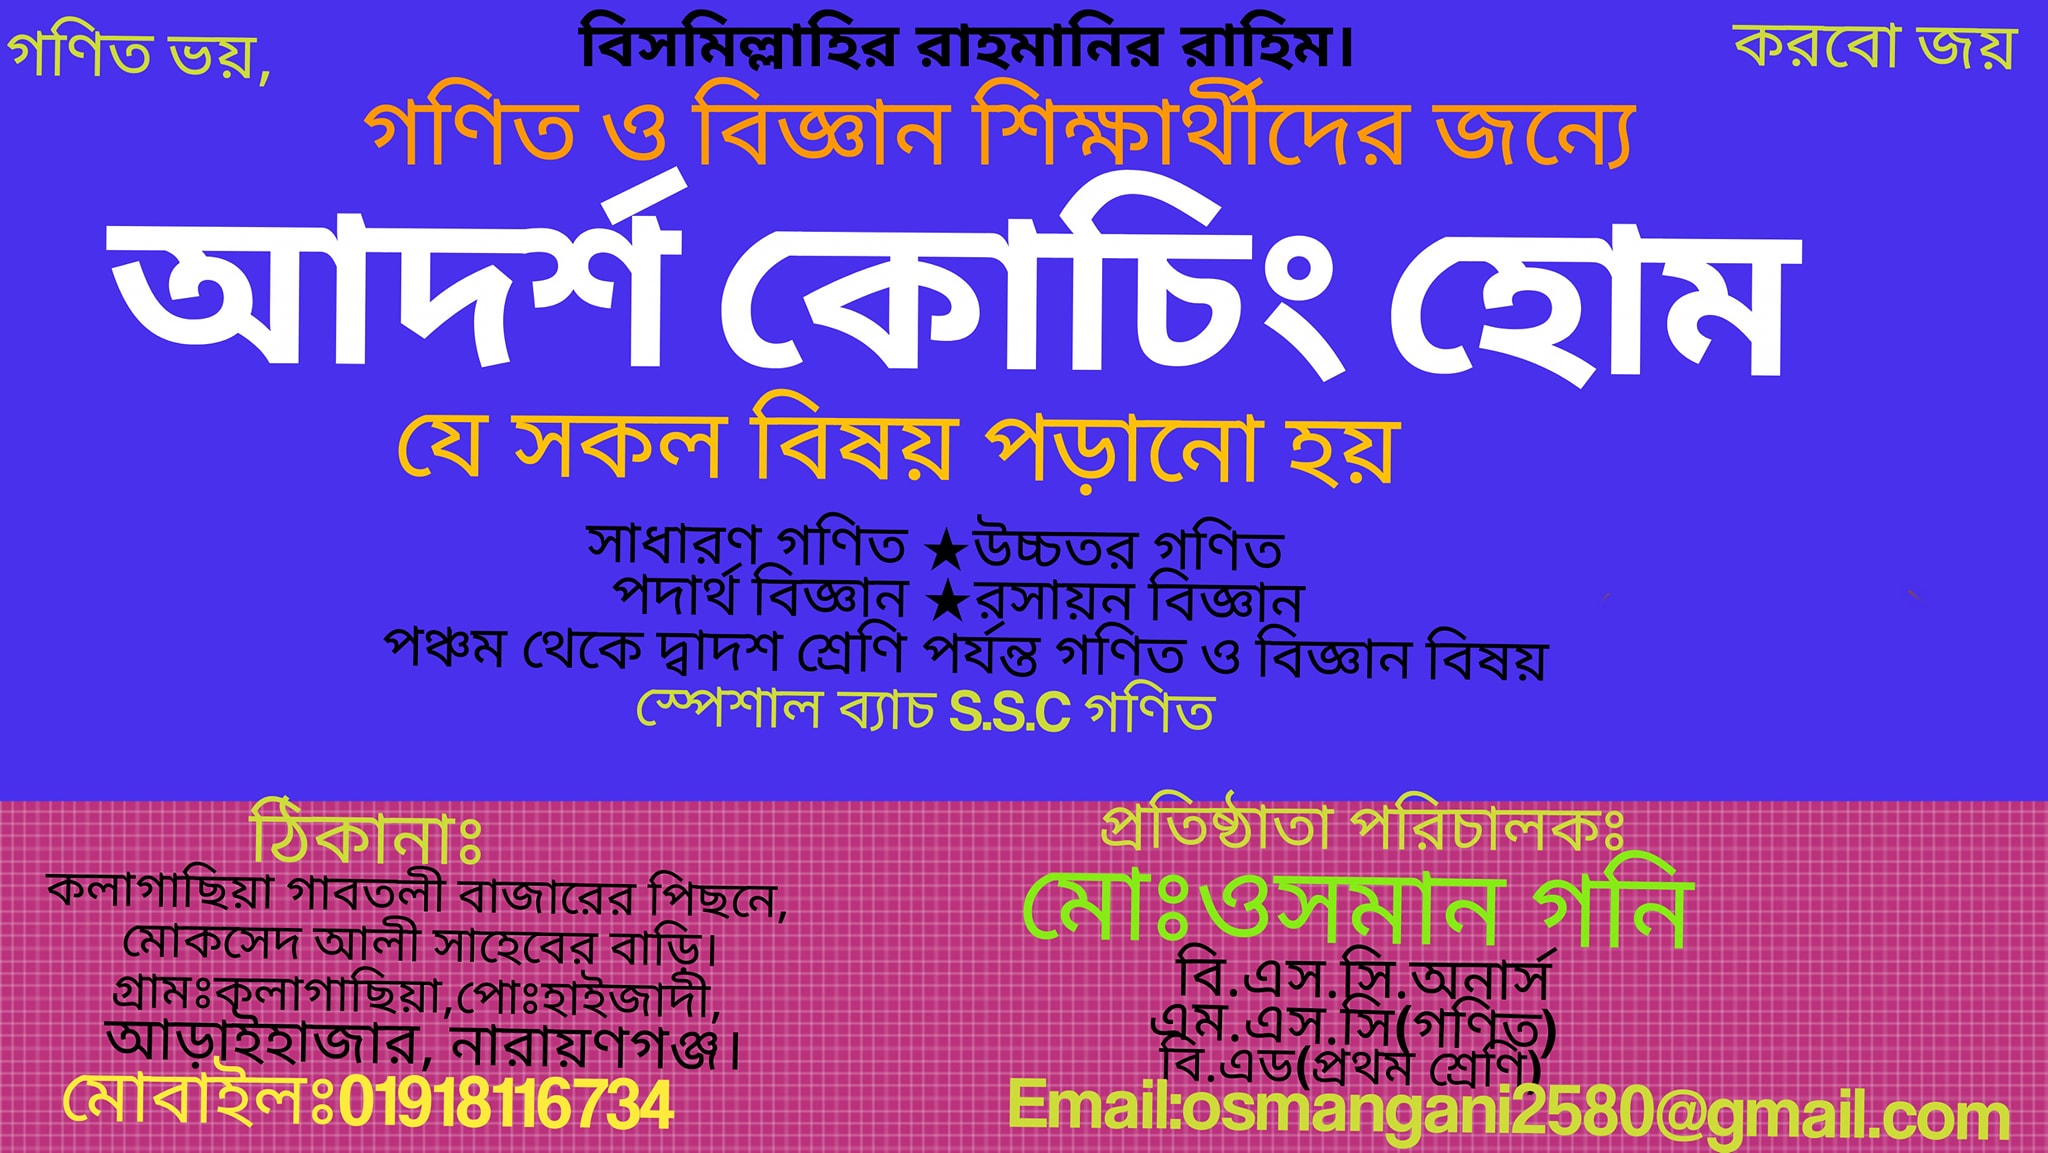 গণিত ভয়,
বিসমিল্লাহির রাহমানির রাহিম।
করবো জয়
গণিত ও বিজ্ঞান শিক্ষার্থীদের জন্যে
আদর্শ কোচিং হোম
যে সকল বিষয় পড়ানো হয়
সাধারণ গণিত ★উচ্চতর গণিত
পদার্থ বিজ্ঞান ★রসায়ন বিজ্ঞান
পঞ্চম থেকে দ্বাদশ শ্রেণি পর্যন্ত গণিত ও বিজ্ঞান বিষয়
স্পেশাল ব্যাচ S.S.C গণিত
ঠিকানাঃ
কলাগাছিয়া গাবতলী বাজারের পিছনে,
মোকসেদ আলী সাহেবের বাড়ি।
গ্রামঃকলাগাছিয়া,পোঃহাইজাদী,
আড়াইহাজার, নারায়ণগঞ্জ।
মোবাইলঃ01918116734
প্রতিষ্ঠাতা পরিচালকঃ
মোঃওসমান গনি
বি.এস.সি.অনার্স
এম.এস.সি(গণিত)
বি.এড(প্রথম শ্রেণি)
Email:osmangani2580@gmail.com